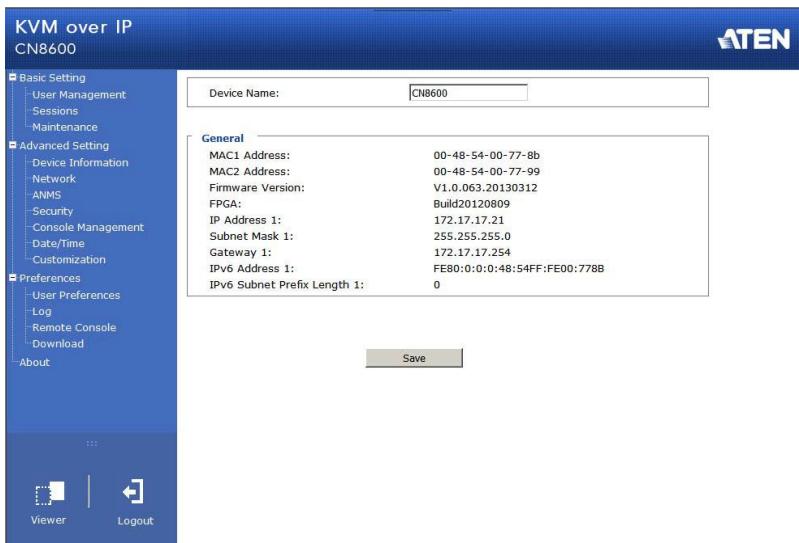 KVM over IP
CN8600
ATEN
Basic Setting
User Management
Sessions
Maintenance
Advanced Setting
Device Information
Network
ANMS
Security
Console Management
Date/Time
Customization
Preferences
User Preferences
Log
Remote Console
Download
About
Viewer
Logout
Device Name: CN8600
General
MAC1 Address: 00-48-54-00-77-8b
MAC2 Address: 00-48-54-00-77-99
Firmware Version: V1.0.063.20130312
FPGA: Build20120809
IP Address 1: 172.17.17.21
Subnet Mask 1: 255.255.255.0
Gateway 1: 172.17.17.254
IPv6 Address 1: FE80:0:0:0:48:54FF:FE00:778B
IPv6 Subnet Prefix Length 1: 0
Save